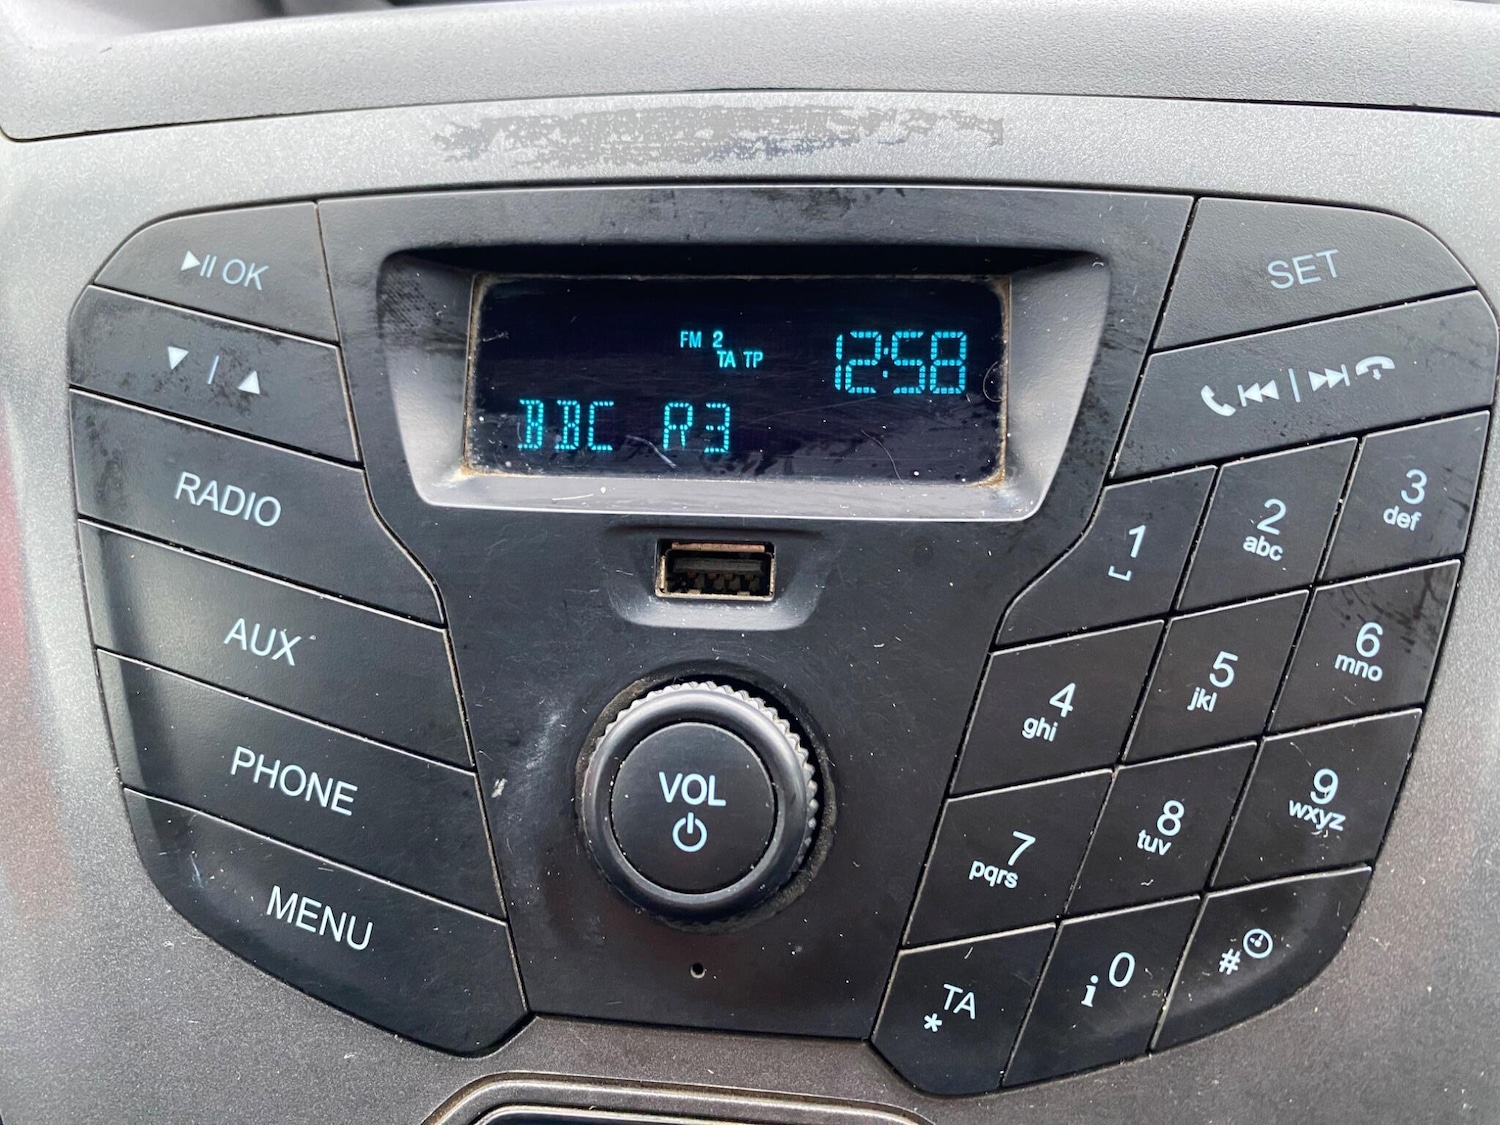 OK
FM 2
TA TP
12:58
BBC R3
SET
RADIO
AUX
PHONE
MENU
VOL
1
2
abc
3
def
4
ghi
5
jkl
6
mno
7
pqrs
8
tuv
9
wxyz
TA
*
i 0
#